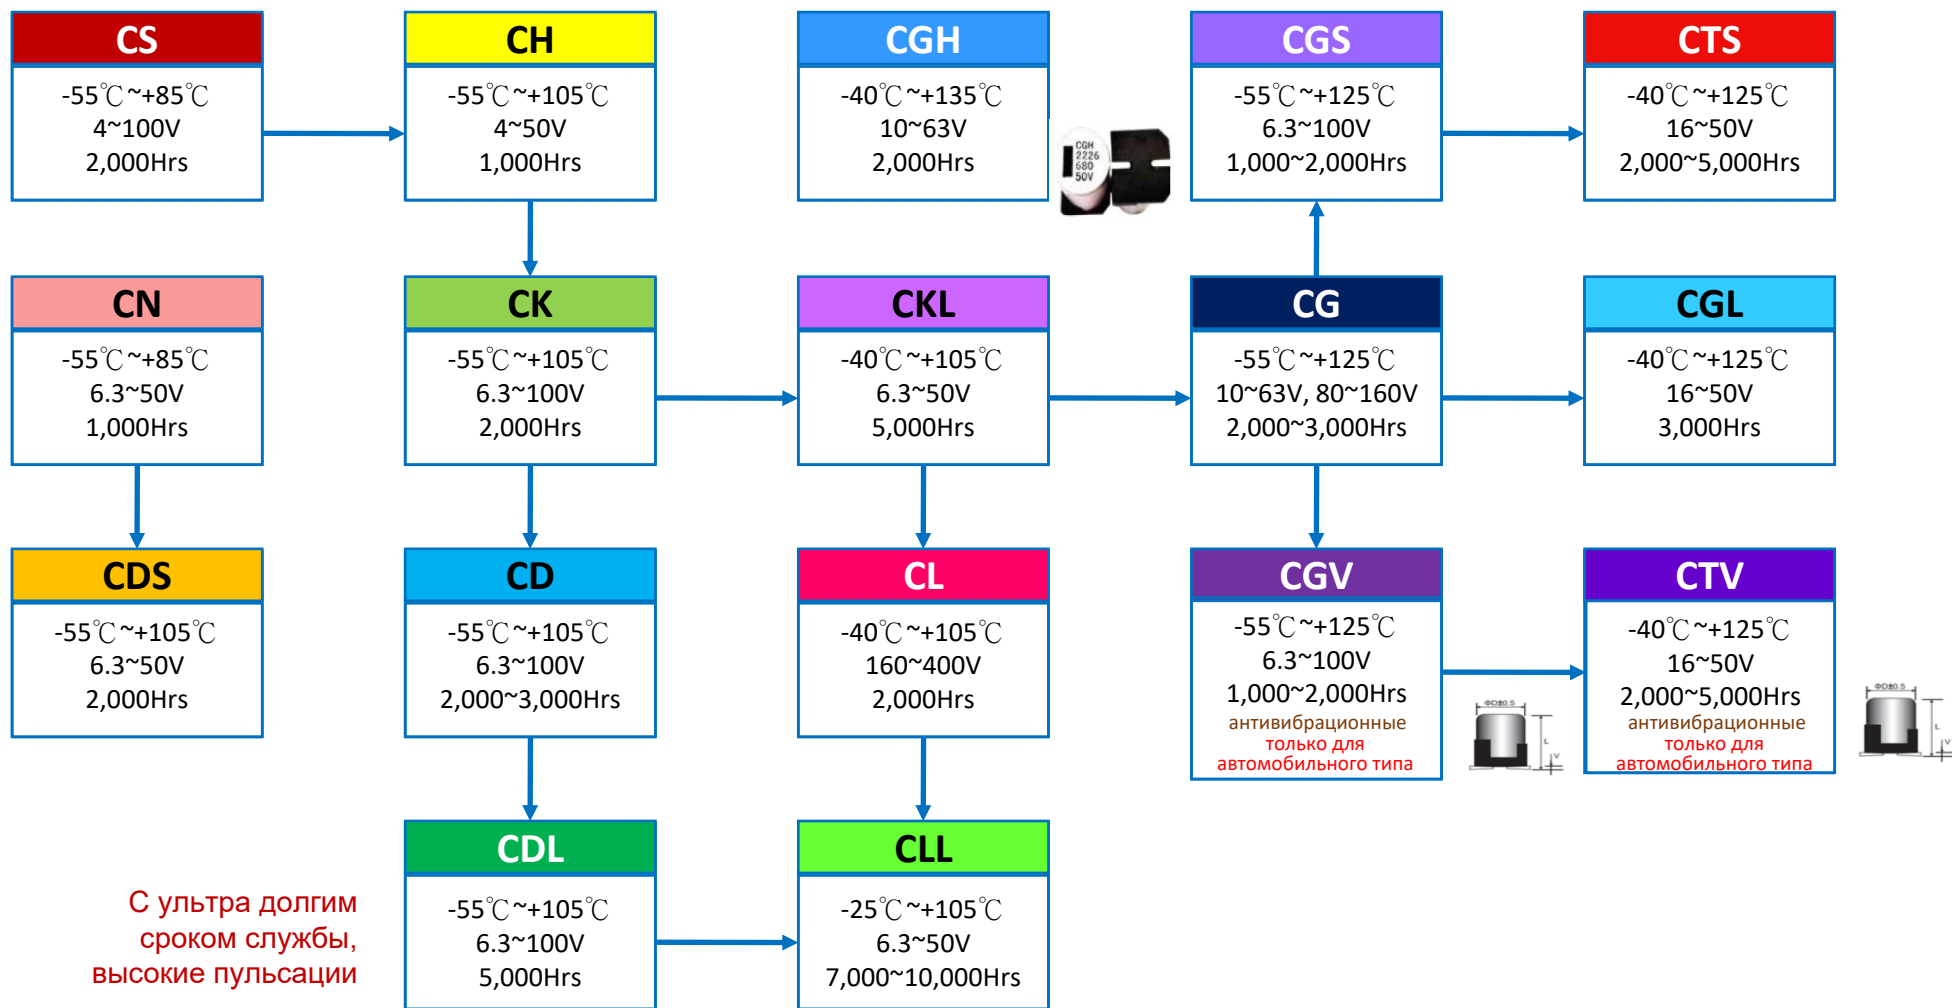 CS
-55℃~+85℃
4~100V
2,000Hrs
CH
-55℃~+105℃
4~50V
1,000Hrs
CGH
-40℃~+135℃
10~63V
2,000Hrs
CGH
2226
680
50V
CGS
-55℃~+125℃
6.3~100V
1,000~2,000Hrs
CTS
-40℃~+125℃
16~50V
2,000~5,000Hrs
CN
-55℃~+85℃
6.3~50V
1,000Hrs
CK
-55℃~+105℃
6.3~100V
2,000Hrs
CKL
-40℃~+105℃
6.3~50V
5,000Hrs
CG
-55℃~+125℃
10~63V, 80~160V
2,000~3,000Hrs
CGL
-40℃~+125℃
16~50V
3,000Hrs
CDS
-55℃~+105℃
6.3~50V
2,000Hrs
CD
-55℃~+105℃
6.3~100V
2,000~3,000Hrs
CL
-40℃~+105℃
160~400V
2,000Hrs
CGV
-55℃~+125℃
6.3~100V
1,000~2,000Hrs
антивибрационные
только для
автомобильного типа
ΦD±0.5
L
V
CTV
-40℃~+125℃
16~50V
2,000~5,000Hrs
антивибрационные
только для
автомобильного типа
ΦD±0.5
L
V
С ультра долгим
сроком службы,
высокие пульсации
CDL
-55℃~+105℃
6.3~100V
5,000Hrs
CLL
-25℃~+105℃
6.3~50V
7,000~10,000Hrs